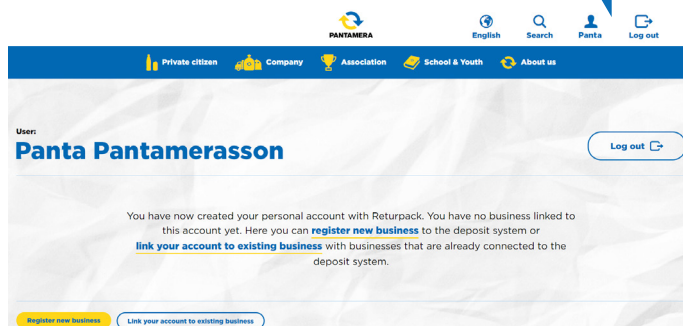 PANTAMERA
English
Search
Panta
Log out
Private citizen
Company
Association
School & Youth
About us
User:
Panta Pantamerasson
Log out
You have now created your personal account with Returpack. You have no business linked to
this account yet. Here you can register new business to the deposit system or
link your account to existing business with businesses that are already connected to the
deposit system.
Register new business
Link your account to existing business